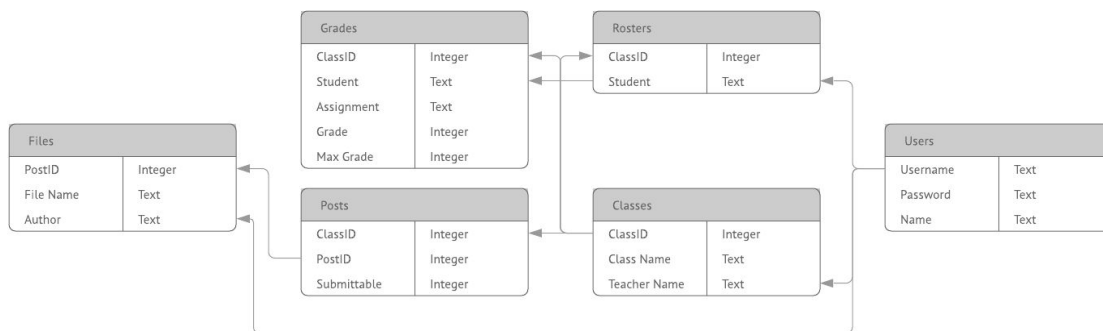 Grades
ClassID Integer
Student Text
Assignment Text
Grade Integer
Max Grade Integer
Rosters
ClassID Integer
Student Text
Files
PostID Integer
File Name Text
Author Text
Posts
ClassID Integer
PostID Integer
Submittable Integer
Classes
ClassID Integer
Class Name Text
Teacher Name Text
Users
Username Text
Password Text
Name Text